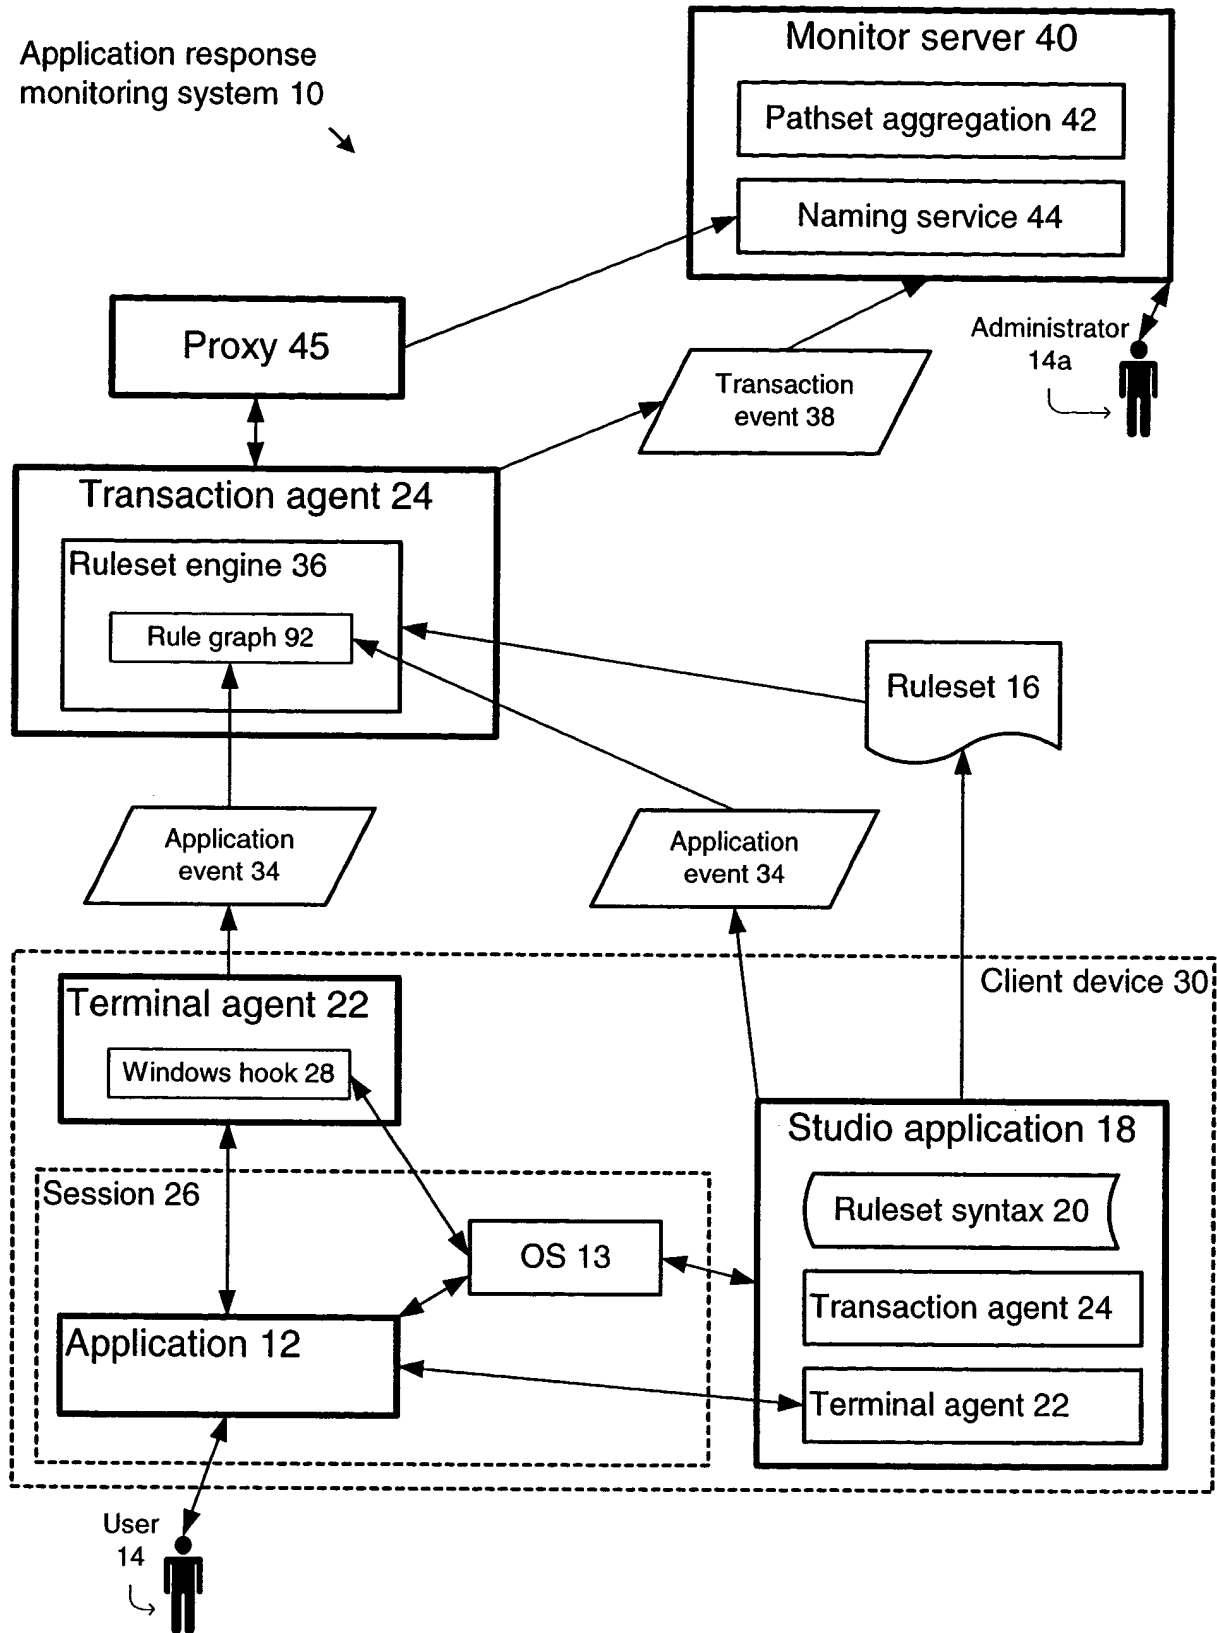 Application response
monitoring system 10
Monitor server 40
Pathset aggregation 42
Naming service 44
Proxy 45
Administrator
14a
Transaction
event 38
Transaction agent 24
Ruleset engine 36
Rule graph 92
Ruleset 16
Application
event 34
Application
event 34
Client device 30
Terminal agent 22
Windows hook 28
Studio application 18
Ruleset syntax 20
Transaction agent 24
Terminal agent 22
Session 26
OS 13
Application 12
User
14